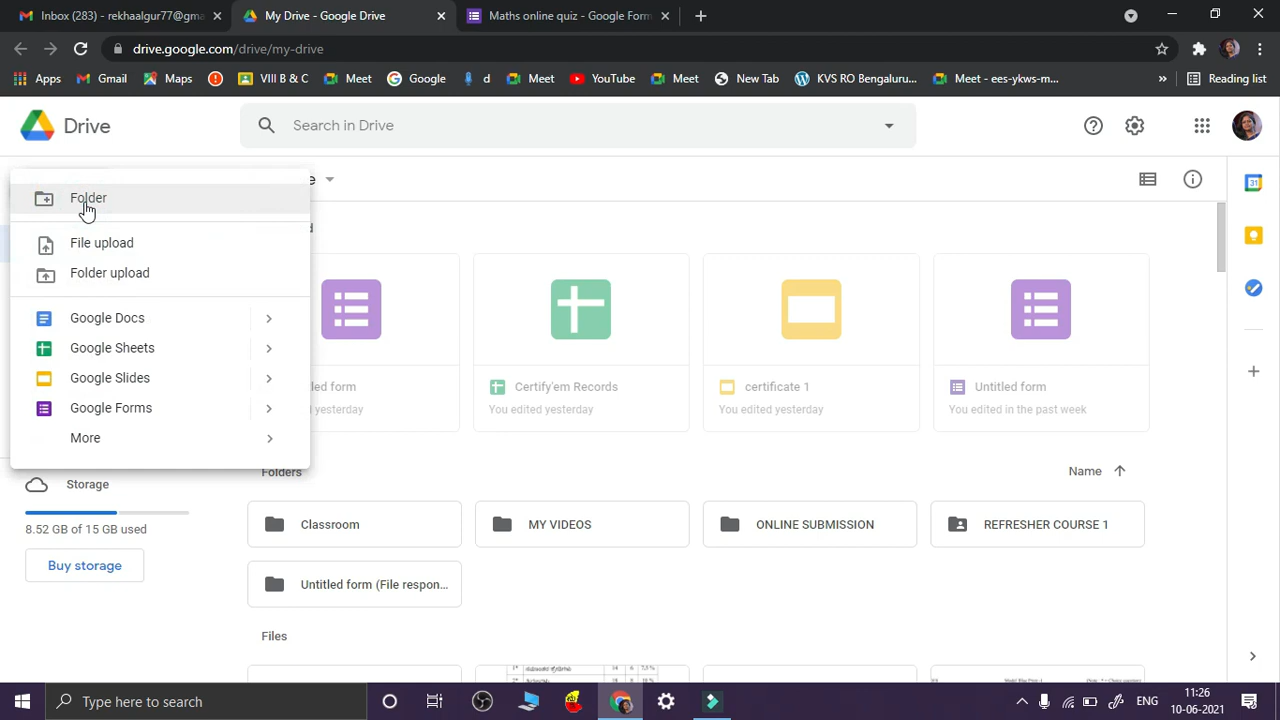 Inbox (283) - rekhaalgur77@gma
My Drive - Google Drive
Maths online quiz - Google Form
drive.google.com/drive/my-drive
Apps
Gmail
Maps
VIII B & C
Meet
Google
d
Meet
YouTube
Meet
New Tab
KVS RO Bengaluru...
Meet - ees-ykws-m...
»
Reading list
Drive
Search in Drive
e
Folder
File upload
Folder upload
Google Docs
Google Sheets
Google Slides
Google Forms
More
d
led form
yesterday
Certify'em Records
You edited yesterday
certificate 1
You edited yesterday
Untitled form
You edited in the past week
Folders
Name
Storage
8.52 GB of 15 GB used
Buy storage
Classroom
MY VIDEOS
ONLINE SUBMISSION
REFRESHER COURSE 1
Untitled form (File respon...
Files
31
Type here to search
ENG
11:26
10-06-2021